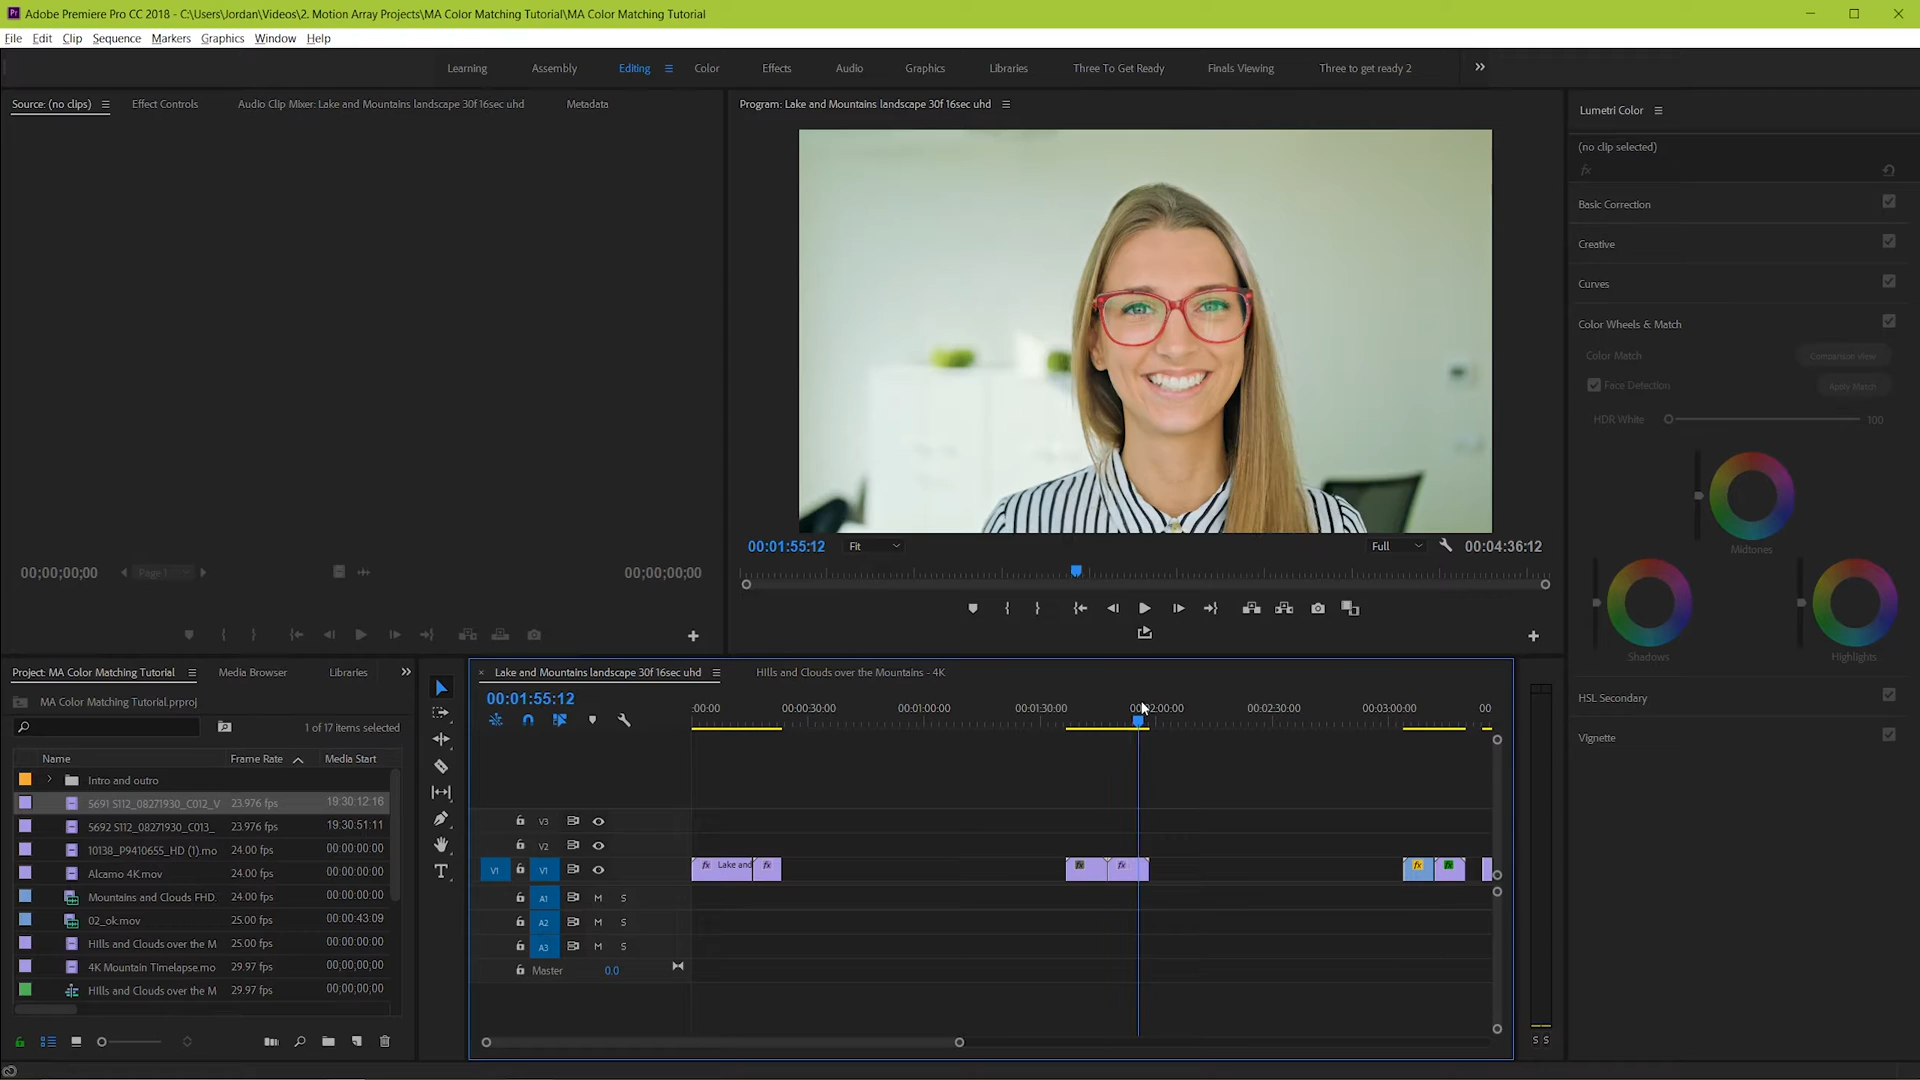 Adobe Premiere Pro CC 2018 - C:\Users\Jordan\Videos\2. Motion Array Projects\MA Color Matching Tutorial\MA Color Matching Tutorial
File Edit Clip Sequence Markers Graphics Window Help
Learning Assembly Editing Color Effects Audio Graphics Libraries Three To Get Ready Finals Viewing Three to get ready 2
Source: (no clips) Effect Controls Audio Clip Mixer: Lake and Mountains landscape 30f 16sec uhd Metadata
Program: Lake and Mountains landscape 30f 16sec uhd
Lumetri Color
(no clip selected)
fx
Basic Correction
Creative
Curves
Color Wheels & Match
Color Match Comparison view
Face Detection Apply Match
HDR White 100
Midtones
Shadows Highlights
HSL Secondary
Vignette
00:01:55:12 Fit Full 00:04:36:12
00;00;00;00 Page 1 00;00;00;00
Project: MA Color Matching Tutorial Media Browser Libraries
MA Color Matching Tutorial.prproj
1 of 17 items selected
Name Frame Rate Media Start
Intro and outro
5691 S112_08271930_C012_V 23.976 fps 19:30:12:16
5692 S112_08271930_C013_ 23.976 fps 19:30:51:11
10138_P9410655_HD (1).mo 24.00 fps 00:00:00:00
Alcamo 4K.mov 24.00 fps 00:00:00:00
Mountains and Clouds FHD. 24.00 fps 00:00:00:00
02_ok.mov 25.00 fps 00:00:43:09
HIlls and Clouds over the M 25.00 fps 00:00:00:00
4K Mountain Timelapse.mo 29.97 fps 00;00;00;00
HIlls and Clouds over the M 29.97 fps 00;00;00;00
× Lake and Mountains landscape 30f 16sec uhd HIlls and Clouds over the Mountains - 4K
00:01:55:12
:00:00 00:00:30:00 00:01:00:00 00:01:30:00 00:02:00:00 00:02:30:00 00:03:00:00 00
V3
V2
V1 V1 fx Lake and fx fx fx fx fx
A1 M S
A2 M S
A3 M S
Master 0.0
S S